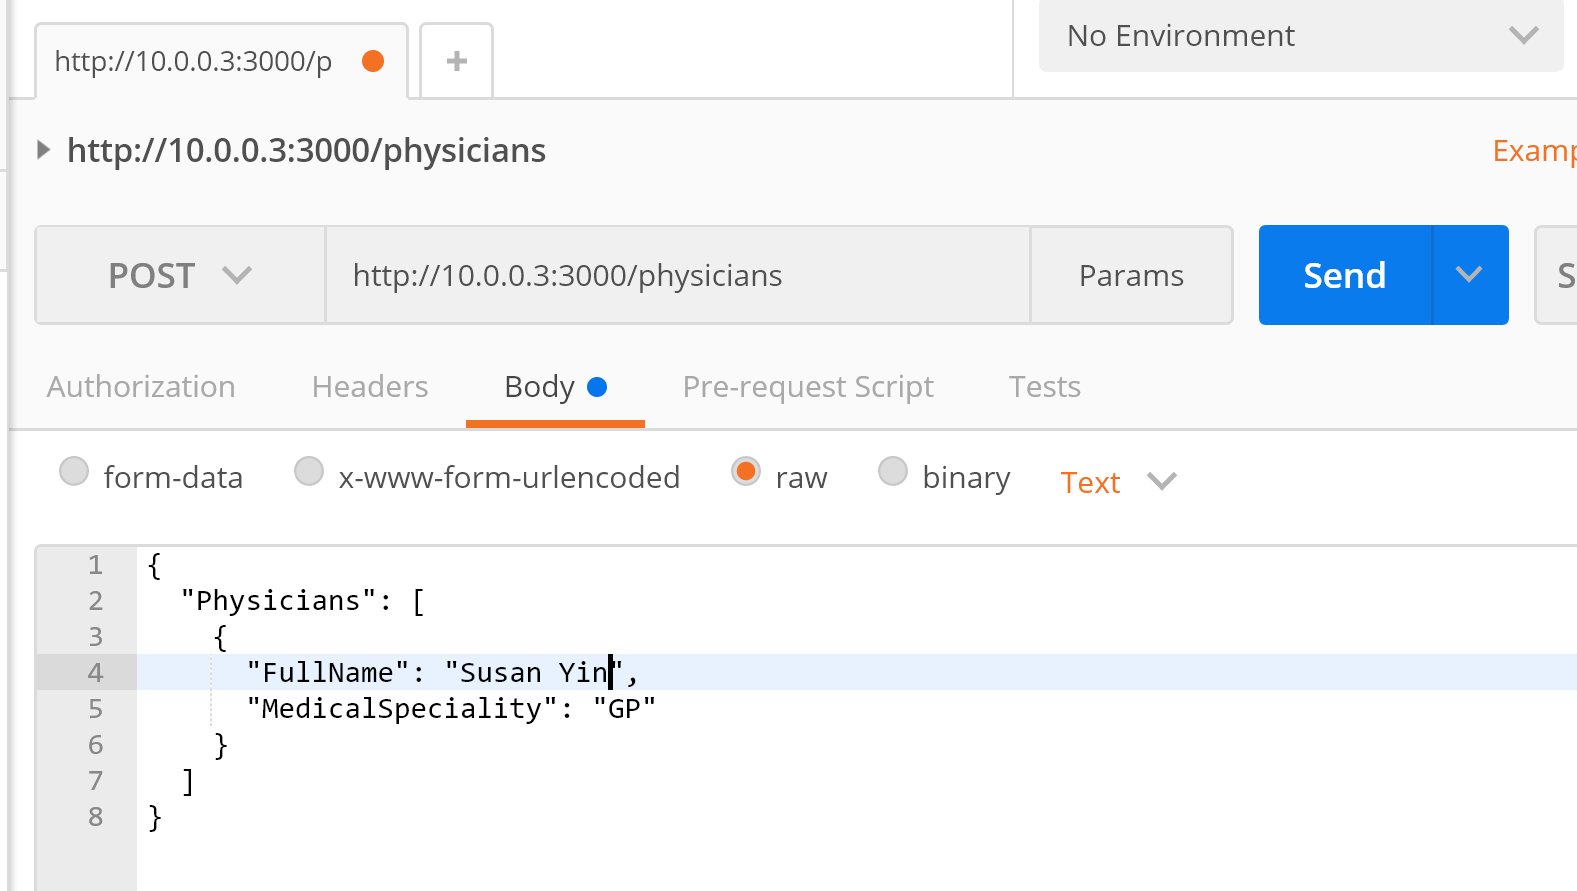 http://10.0.0.3:3000/p
+
No Environment
http://10.0.0.3:3000/physicians
Examp
POST
http://10.0.0.3:3000/physicians
Params
Send
S
Authorization
Headers
Body
Pre-request Script
Tests
form-data
x-www-form-urlencoded
raw
binary
Text
1 {
2   "Physicians": [
3     {
4       "FullName": "Susan Yin",
5       "MedicalSpeciality": "GP"
6     }
7   ]
8 }